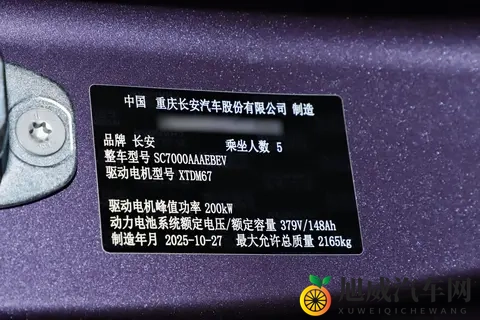 中国 重庆长安汽车股份有限公司 制造
品牌 长安 乘坐人数 5
整车型号 SC7000AAAEBEV
驱动电机型号 XTDM67
驱动电机峰值功率 200kW
动力电池系统额定电压/额定容量 379V/148Ah
制造年月 2025-10-27 最大允许总质量 2165kg
旭威汽车网
XUWEIQICHEWANG